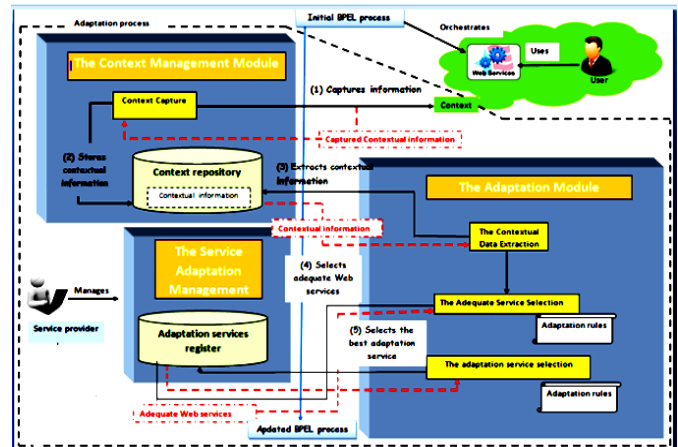 Adaptation process
Initial BPEL process
Orchestrates
The Context Management Module
Web Services
Uses
User
Context Capture
(1) Captures information
Context
Captured Contextual information
(2) Stores
contextual
information
Context repository
Contextual information
(3) Extracts contextual
information
The Adaptation Module
Contextual information
The Contextual
Data Extraction
The Service
Adaptation
Management
(4) Selects
adequate Web
services
Manages
Service provider
The Adequate Service Selection
Adaptation rules
Adaptation services
register
(5) Selects the
best adaptation
service
The adaptation service selection
Adaptation rules
Adequate Web services
Apdated BPEL process